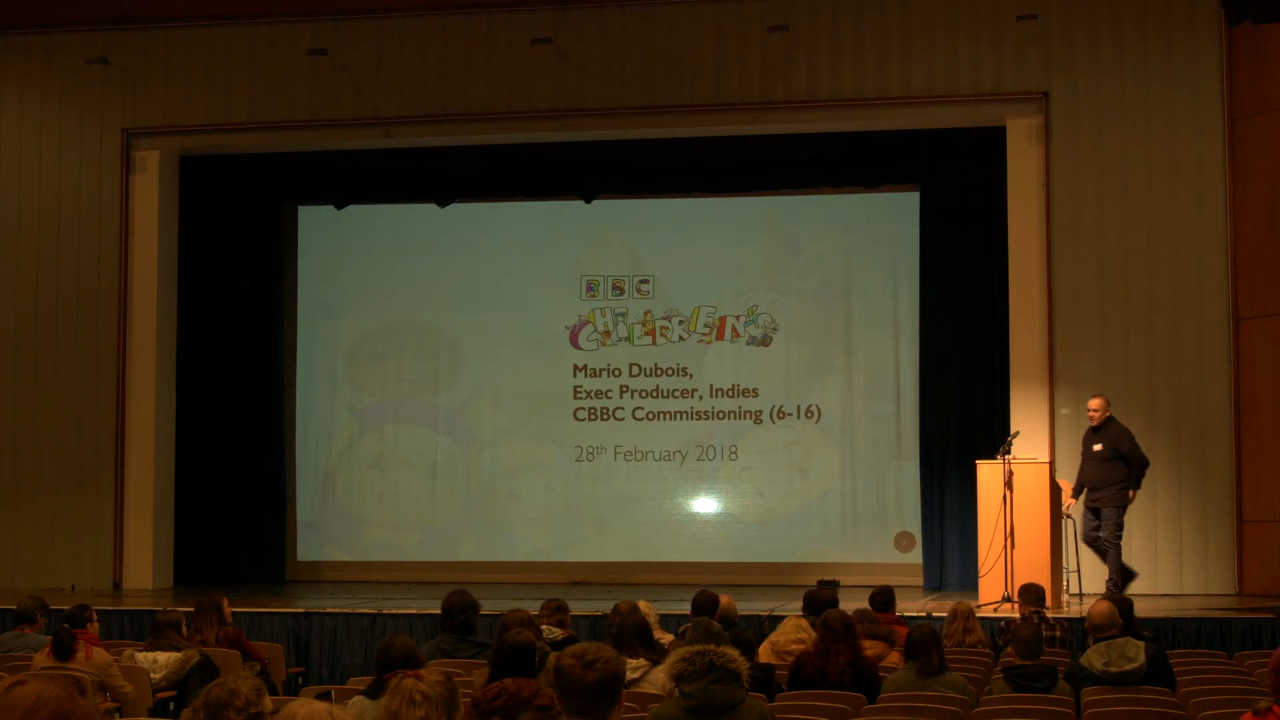 BBC
CHILDREN'S
Mario Dubois,
Exec Producer, Indies
CBBC Commissioning (6-16)
28th February 2018